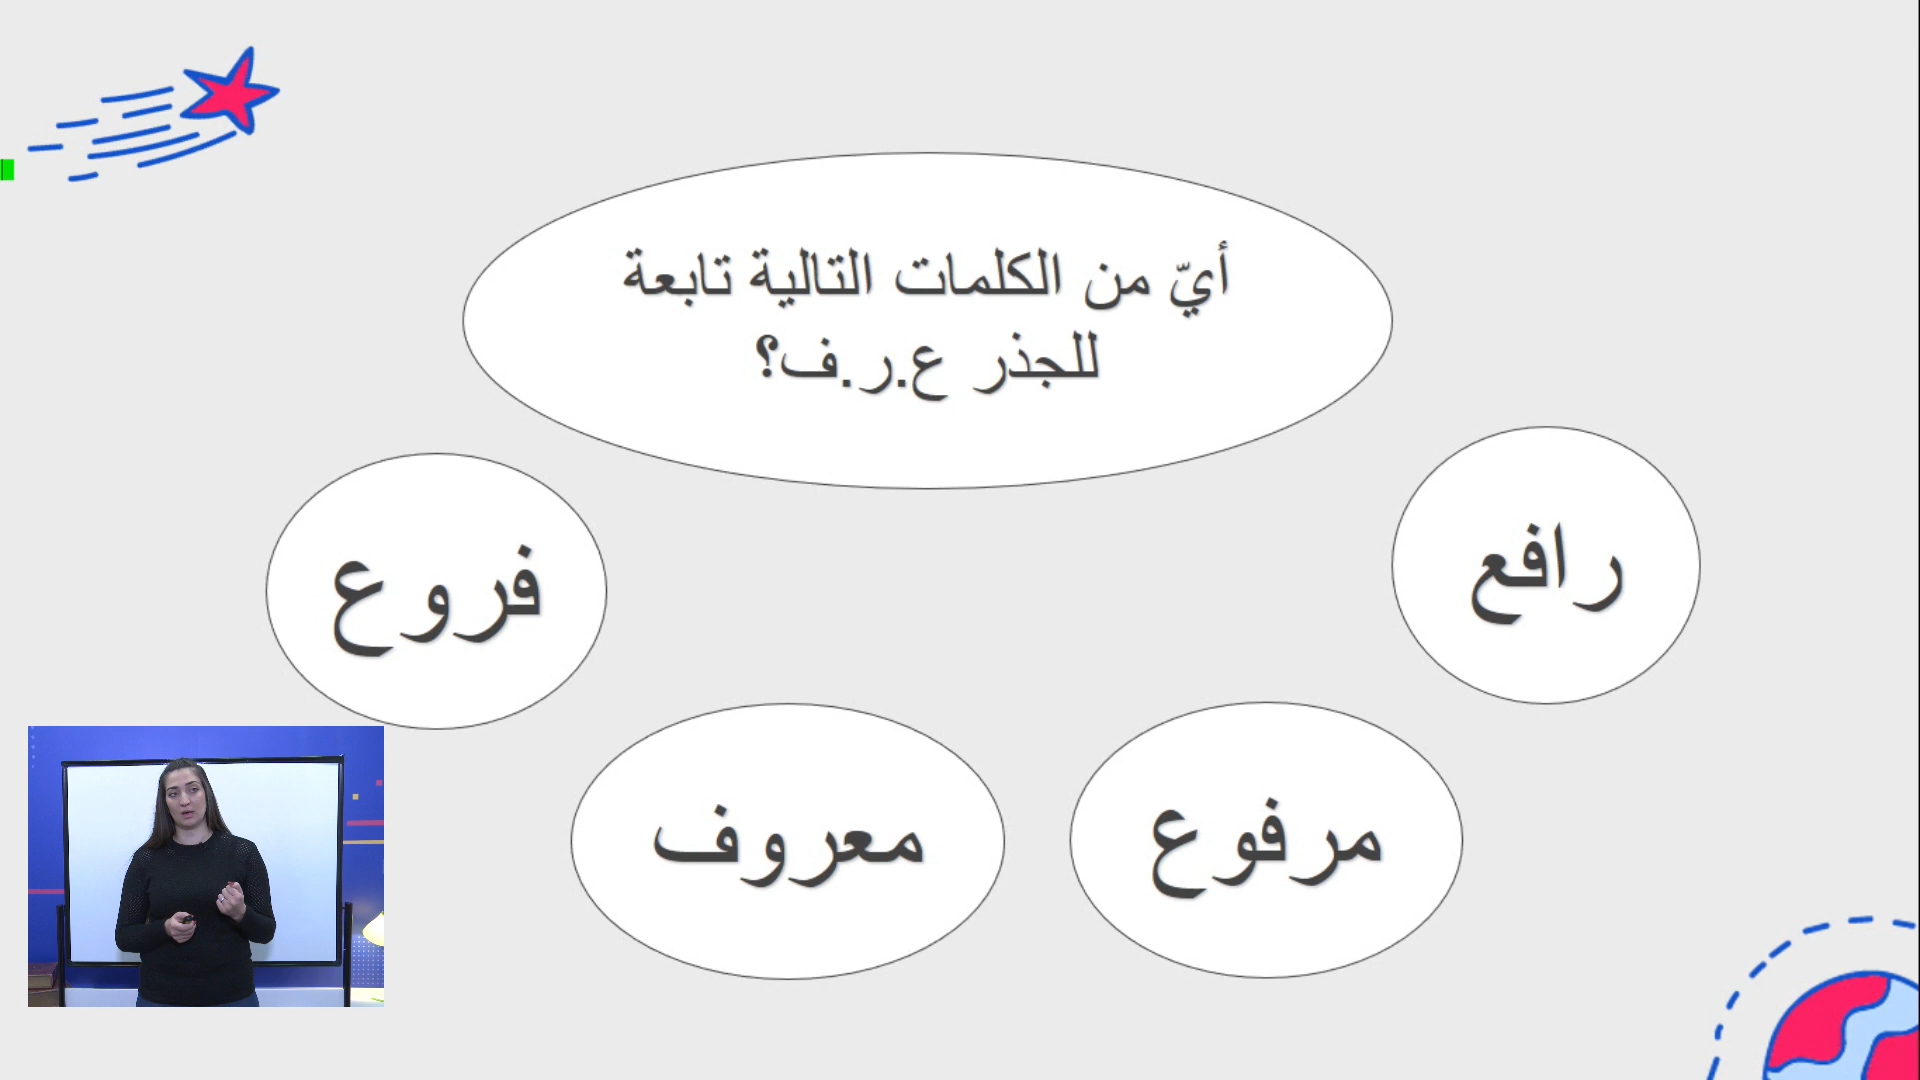 أيّ من الكلمات التالية تابعة
للجذر ع.ر.ف؟
رافع
فروع
مرفوع
معروف